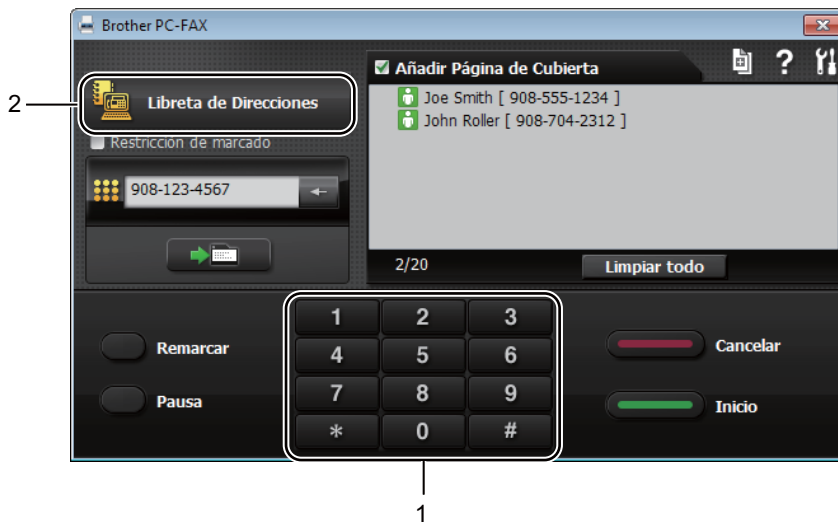 Brother PC-FAX
2
Libreta de Direcciones
Restricción de marcado
908-123-4567
Añadir Página de Cubierta
?
Joe Smith [ 908-555-1234 ]
John Roller [ 908-704-2312 ]
2/20
Limpiar todo
Remarcar
Pausa
1 2 3
4 5 6
7 8 9
* 0 #
Cancelar
Inicio
1